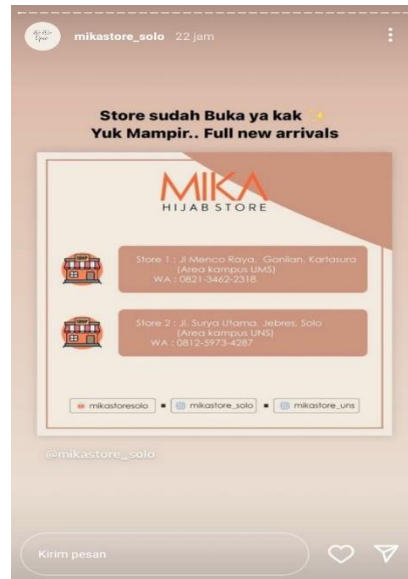 mikastore_solo 22 jam
Store sudah Buka ya kak
Yuk Mampir.. Full new arrivals
MIKA
HIJAB STORE
Store 1 : Jl Menco Raya, Gonilan, Kartasura
(Area kampus UMS)
WA : 0821-3462-2318
Store 2 : Jl. Surya Utama, Jebres, Solo
(Area kampus UNS)
WA : 0812-5973-4287
mikastoresolo ▪ mikastore_solo ▪ mikastore_uns
@mikastore_solo
Kirim pesan